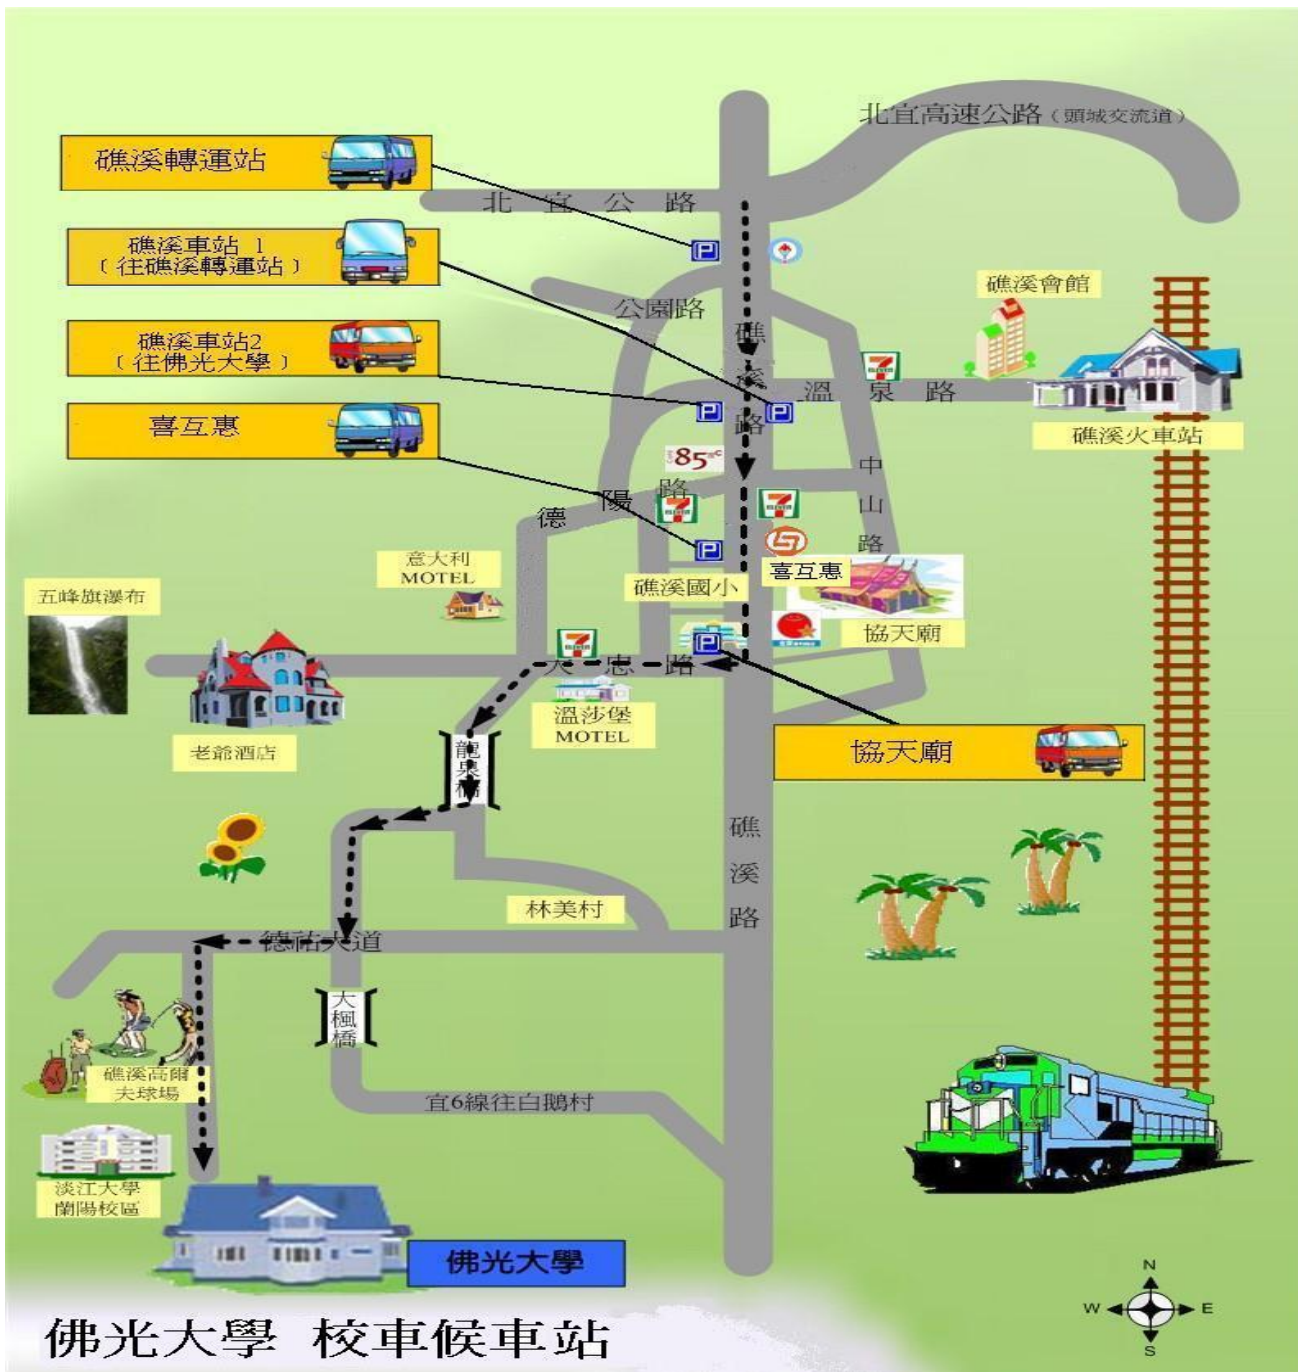 北宜高速公路(頭城交流道)
礁溪轉運站
北宜公路
礁溪車站 1
(往礁溪轉運站)
P
礁溪會館
公園路
礁溪車站2
(往佛光大學)
礁溪路
7
ELEVEN
溫泉路
P
P
喜互惠
礁溪火車站
85°C
中山路
德陽路
7
ELEVEN
7
ELEVEN
P
意大利
MOTEL
喜互惠
礁溪國小
五峰旗瀑布
協天廟
7
ELEVEN
P
大忠路
溫莎堡
MOTEL
老爺酒店
龍泉橋
協天廟
礁溪路
林美村
德祐大道
大楓橋
礁溪高爾
夫球場
宜6線往白鵝村
淡江大學
蘭陽校區
佛光大學
N
W
E
S
佛光大學 校車候車站